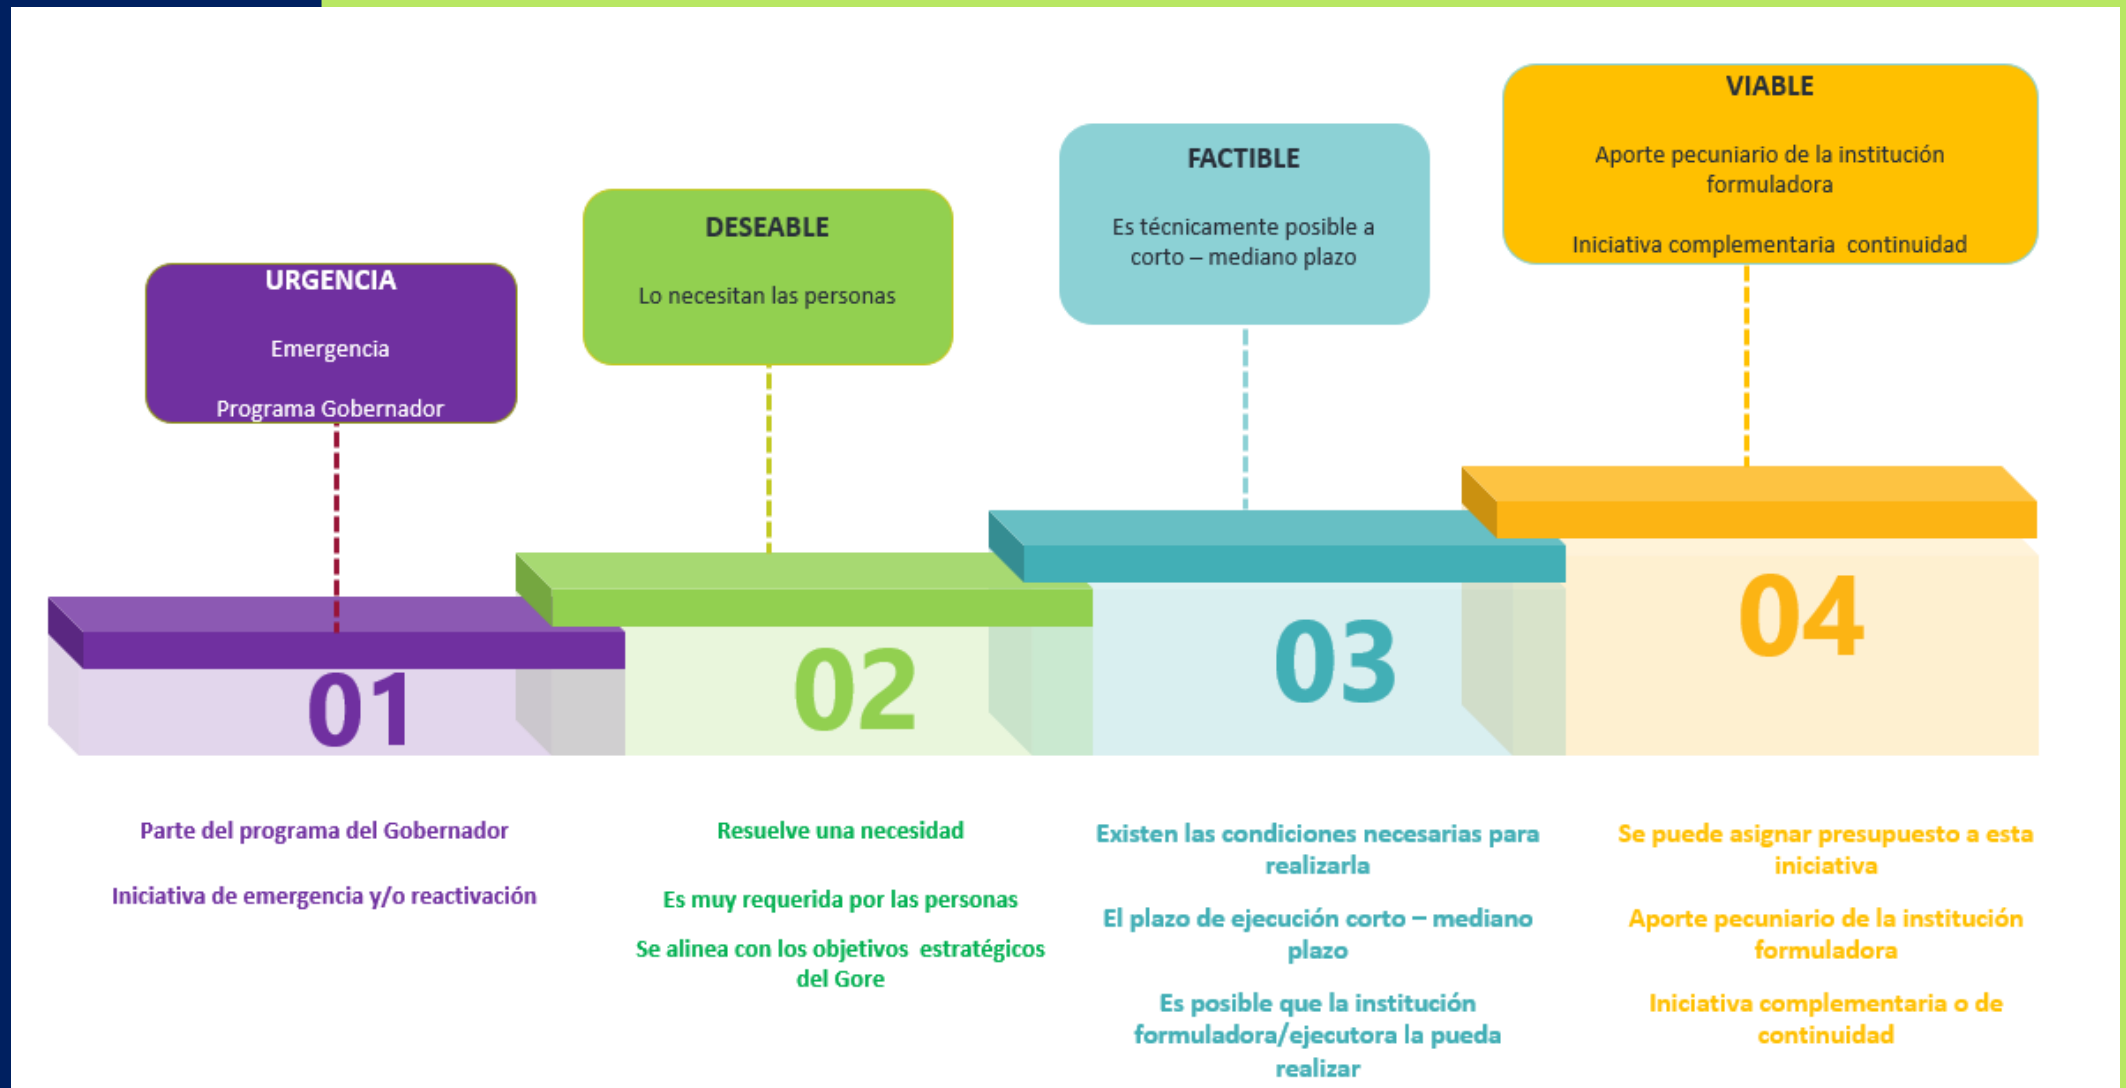 URGENCIA
Emergencia
Programa Gobernador
DESEABLE
Lo necesitan las personas
FACTIBLE
Es técnicamente posible a
corto – mediano plazo
VIABLE
Aporte pecuniario de la institución
formuladora
Iniciativa complementaria  continuidad
01
02
03
04
Parte del programa del Gobernador
Iniciativa de emergencia y/o reactivación
Resuelve una necesidad
Es muy requerida por las personas
Se alinea con los objetivos  estratégicos
del Gore
Existen las condiciones necesarias para
realizarla
El plazo de ejecución corto – mediano
plazo
Es posible que la institución
formuladora/ejecutora la pueda
realizar
Se puede asignar presupuesto a esta
iniciativa
Aporte pecuniario de la institución
formuladora
Iniciativa complementaria o de
continuidad